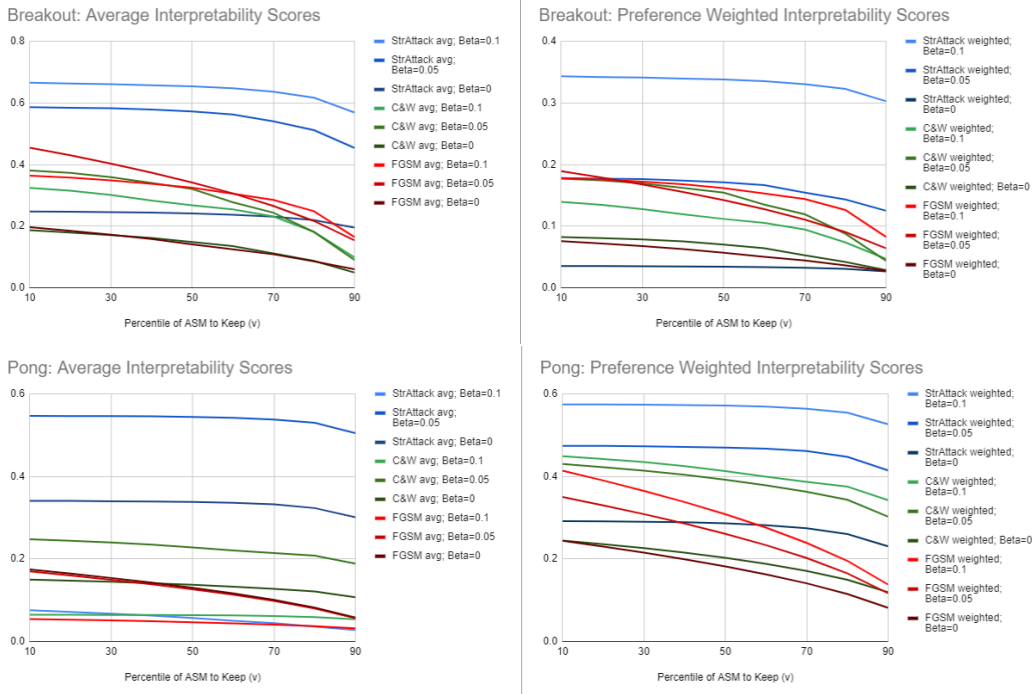 Breakout: Average Interpretability Scores
0.8
0.6
0.4
0.2
0.0
10
30
50
70
90
Percentile of ASM to Keep (v)
StrAttack avg; Beta=0.1
StrAttack avg;
Beta=0.05
StrAttack avg; Beta=0
C&W avg; Beta=0.1
C&W avg; Beta=0.05
C&W avg; Beta=0
FGSM avg; Beta=0.1
FGSM avg; Beta=0.05
FGSM avg; Beta=0
Breakout: Preference Weighted Interpretability Scores
0.4
0.3
0.2
0.1
0.0
10
30
50
70
90
Percentile of ASM to Keep (v)
StrAttack weighted;
Beta=0.1
StrAttack weighted;
Beta=0.05
StrAttack weighted;
Beta=0
C&W weighted;
Beta=0.1
C&W weighted;
Beta=0.05
C&W weighted; Beta=0
FGSM weighted;
Beta=0.1
FGSM weighted;
Beta=0.05
FGSM weighted;
Beta=0
Pong: Average Interpretability Scores
0.6
0.4
0.2
0.0
10
30
50
70
90
Percentile of ASM to Keep (v)
StrAttack avg; Beta=0.1
StrAttack avg;
Beta=0.05
StrAttack avg; Beta=0
C&W avg; Beta=0.1
C&W avg; Beta=0.05
C&W avg; Beta=0
FGSM avg; Beta=0.1
FGSM avg; Beta=0.05
FGSM avg; Beta=0
Pong: Preference Weighted Interpretability Scores
0.6
0.4
0.2
0.0
10
30
50
70
90
Percentile of ASM to Keep (v)
StrAttack weighted;
Beta=0.1
StrAttack weighted;
Beta=0.05
StrAttack weighted;
Beta=0
C&W weighted;
Beta=0.1
C&W weighted;
Beta=0.05
C&W weighted; Beta=0
FGSM weighted;
Beta=0.1
FGSM weighted;
Beta=0.05
FGSM weighted;
Beta=0